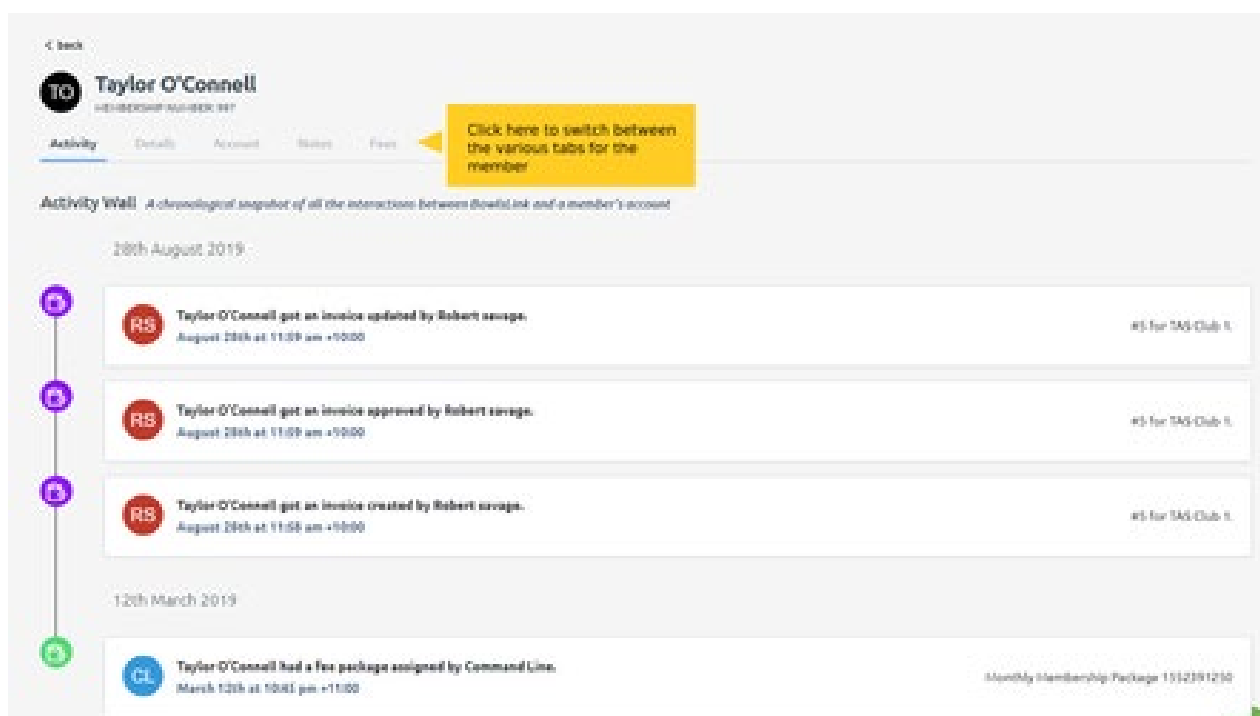 < back
TO
Taylor O'Connell
MEMBERSHIP NUMBER
Activity Details Account Notes Fees
Click here to switch between
the various tabs for the
member
Activity Wall A chronological snapshot of all the interactions between BowlsLink and a member's account
28th August 2019
RS
Taylor O'Connell got an invoice updated by Robert savage.
August 28th at 11:59 am +10:00
#5 for TAS Club 1.
RS
Taylor O'Connell got an invoice approved by Robert savage.
August 28th at 11:59 am +10:00
#5 for TAS Club 1.
RS
Taylor O'Connell got an invoice created by Robert savage.
August 28th at 11:58 am +10:00
#5 for TAS Club 1.
12th March 2019
CL
Taylor O'Connell had a fee package assigned by Command Line.
March 12th at 10:45 pm +11:00
Monthly Membership Package 1552391250